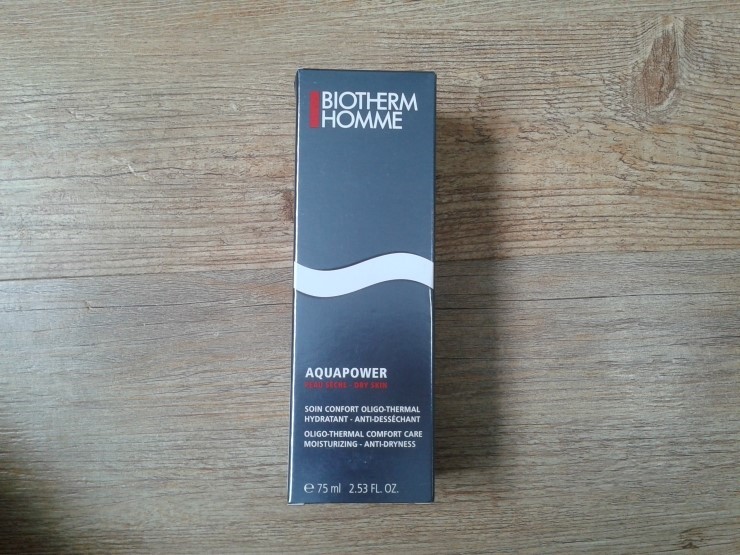 BIOTHERM
HOMME
AQUAPOWER
PEAU SÈCHE - DRY SKIN
SOIN CONFORT OLIGO-THERMAL
HYDRATANT - ANTI-DESSÉCHANT
OLIGO-THERMAL COMFORT CARE
MOISTURIZING - ANTI-DRYNESS
℮ 75 ml 2.53 FL. OZ.